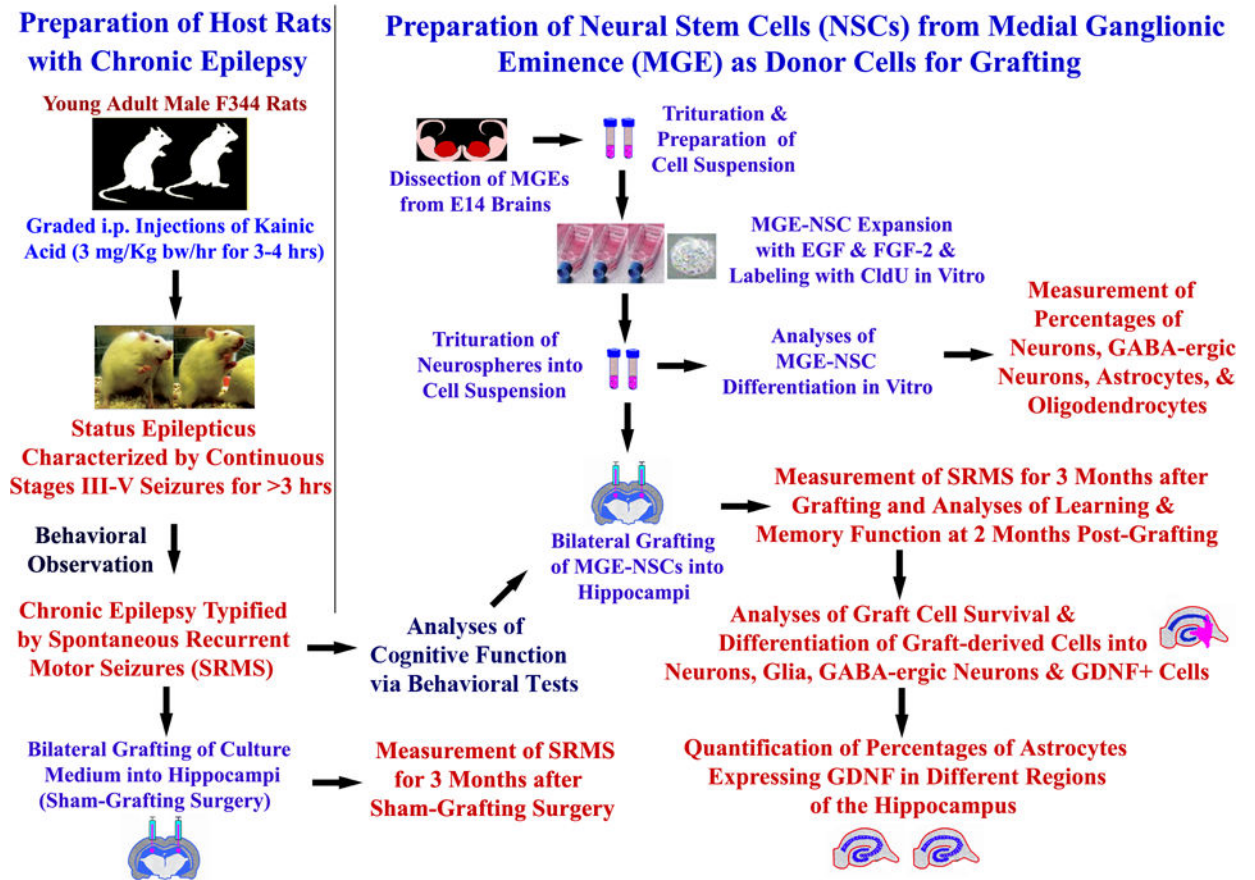 Preparation of Host Rats
with Chronic Epilepsy
Young Adult Male F344 Rats
Graded i.p. Injections of Kainic
Acid (3 mg/Kg bw/hr for 3-4 hrs)
Status Epilepticus
Characterized by Continuous
Stages III-V Seizures for >3 hrs
Behavioral
Observation
Chronic Epilepsy Typified
by Spontaneous Recurrent
Motor Seizures (SRMS)
Bilateral Grafting of Culture
Medium into Hippocampi
(Sham-Grafting Surgery)
Measurement of SRMS
for 3 Months after
Sham-Grafting Surgery
Analyses of
Cognitive Function
via Behavioral Tests
Preparation of Neural Stem Cells (NSCs) from Medial Ganglionic
Eminence (MGE) as Donor Cells for Grafting
Dissection of MGEs
from E14 Brains
Trituration &
Preparation of
Cell Suspension
MGE-NSC Expansion
with EGF & FGF-2 &
Labeling with CldU in Vitro
Trituration of
Neurospheres into
Cell Suspension
Analyses of
MGE-NSC
Differentiation in Vitro
Measurement of
Percentages of
Neurons, GABA-ergic
Neurons, Astrocytes, &
Oligodendrocytes
Bilateral Grafting
of MGE-NSCs into
Hippocampi
Measurement of SRMS for 3 Months after
Grafting and Analyses of Learning &
Memory Function at 2 Months Post-Grafting
Analyses of Graft Cell Survival &
Differentiation of Graft-derived Cells into
Neurons, Glia, GABA-ergic Neurons & GDNF+ Cells
Quantification of Percentages of Astrocytes
Expressing GDNF in Different Regions
of the Hippocampus